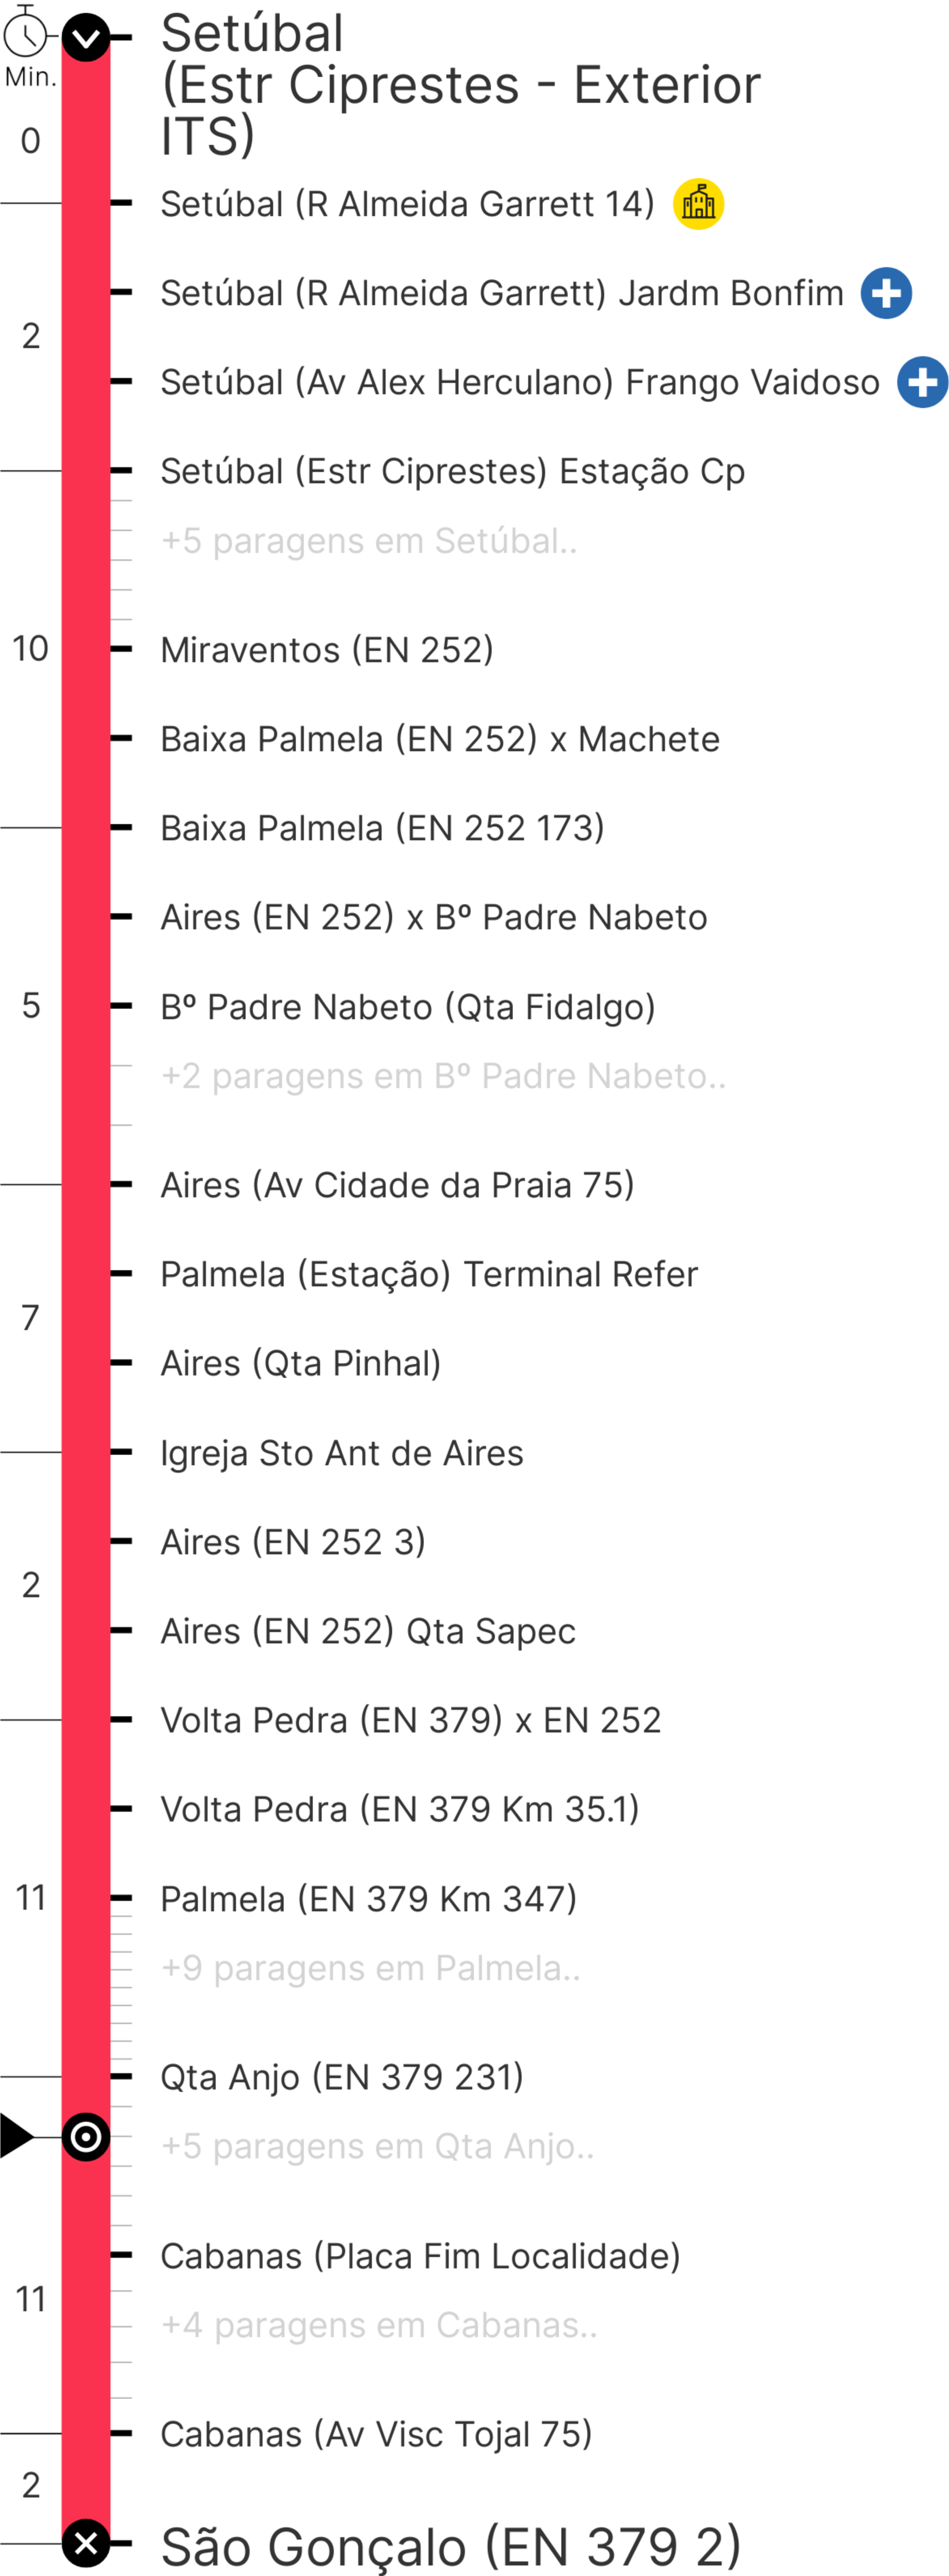 Setúbal
(Estr Ciprestes - Exterior
ITS)
Min.
0
Setúbal (R Almeida Garrett 14)
Setúbal (R Almeida Garrett) Jardm Bonfim
2
Setúbal (Av Alex Herculano) Frango Vaidoso
Setúbal (Estr Ciprestes) Estação Cp
+5 paragens em Setúbal..
10
Miraventos (EN 252)
Baixa Palmela (EN 252) x Machete
Baixa Palmela (EN 252 173)
Aires (EN 252) x Bº Padre Nabeto
5
Bº Padre Nabeto (Qta Fidalgo)
+2 paragens em Bº Padre Nabeto..
Aires (Av Cidade da Praia 75)
Palmela (Estação) Terminal Refer
7
Aires (Qta Pinhal)
Igreja Sto Ant de Aires
Aires (EN 252 3)
2
Aires (EN 252) Qta Sapec
Volta Pedra (EN 379) x EN 252
Volta Pedra (EN 379 Km 35.1)
11
Palmela (EN 379 Km 347)
+9 paragens em Palmela..
Qta Anjo (EN 379 231)
+5 paragens em Qta Anjo..
Cabanas (Placa Fim Localidade)
11
+4 paragens em Cabanas..
Cabanas (Av Visc Tojal 75)
2
São Gonçalo (EN 379 2)